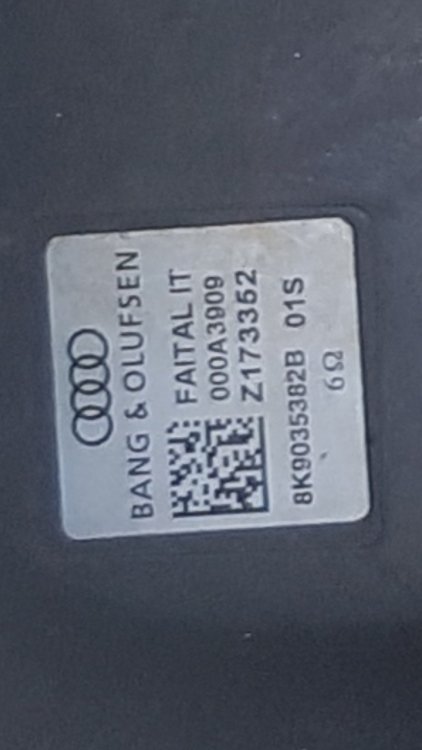 BANG & OLUFSEN
FAITAL IT
000A3909
Z173352
8K9035382B 01S
6Ω